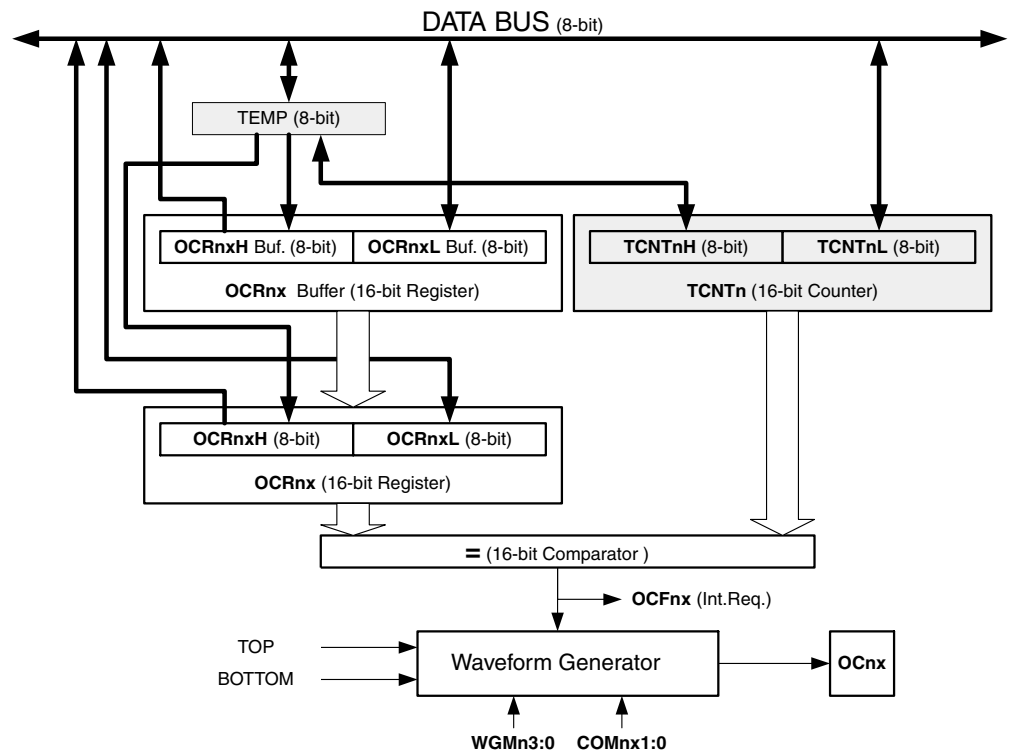 DATA BUS (8-bit)
TEMP (8-bit)
OCRnxH Buf. (8-bit) OCRnxL Buf. (8-bit) TCNTnH (8-bit) TCNTnL (8-bit)
OCRnx Buffer (16-bit Register) TCNTn (16-bit Counter)
OCRnxH (8-bit) OCRnxL (8-bit)
OCRnx (16-bit Register)
= (16-bit Comparator )
OCFnx (Int.Req.)
TOP
Waveform Generator OCnx
BOTTOM
WGMn3:0 COMnx1:0